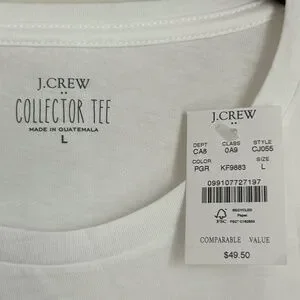 J.CREW
COLLECTOR TEE
MADE IN GUATEMALA
L
J.CREW
DEPT CLASS STYLE
CA8 0A9 CJ055
COLOR SIZE
PGR KF9883 L
099107727197
FSC
RECYCLED
Paper
COMPARABLE VALUE
$49.50